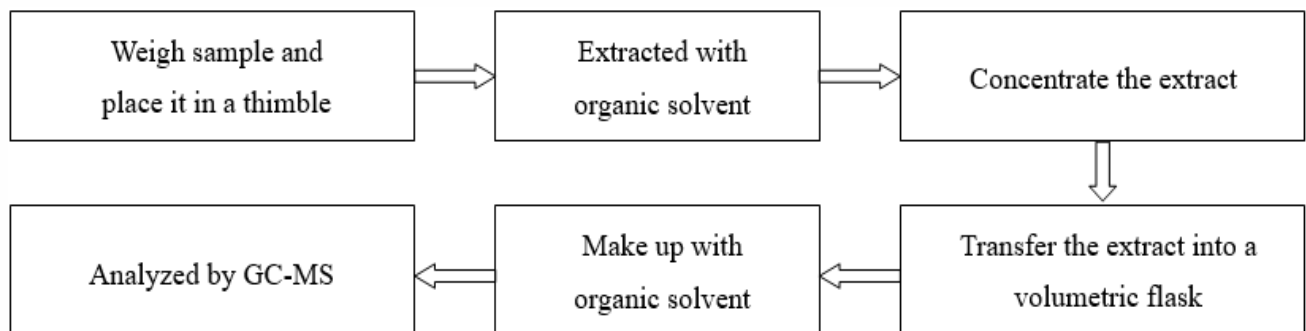 Weigh sample and
place it in a thimble
Extracted with
organic solvent
Concentrate the extract
Transfer the extract into a
volumetric flask
Make up with
organic solvent
Analyzed by GC-MS